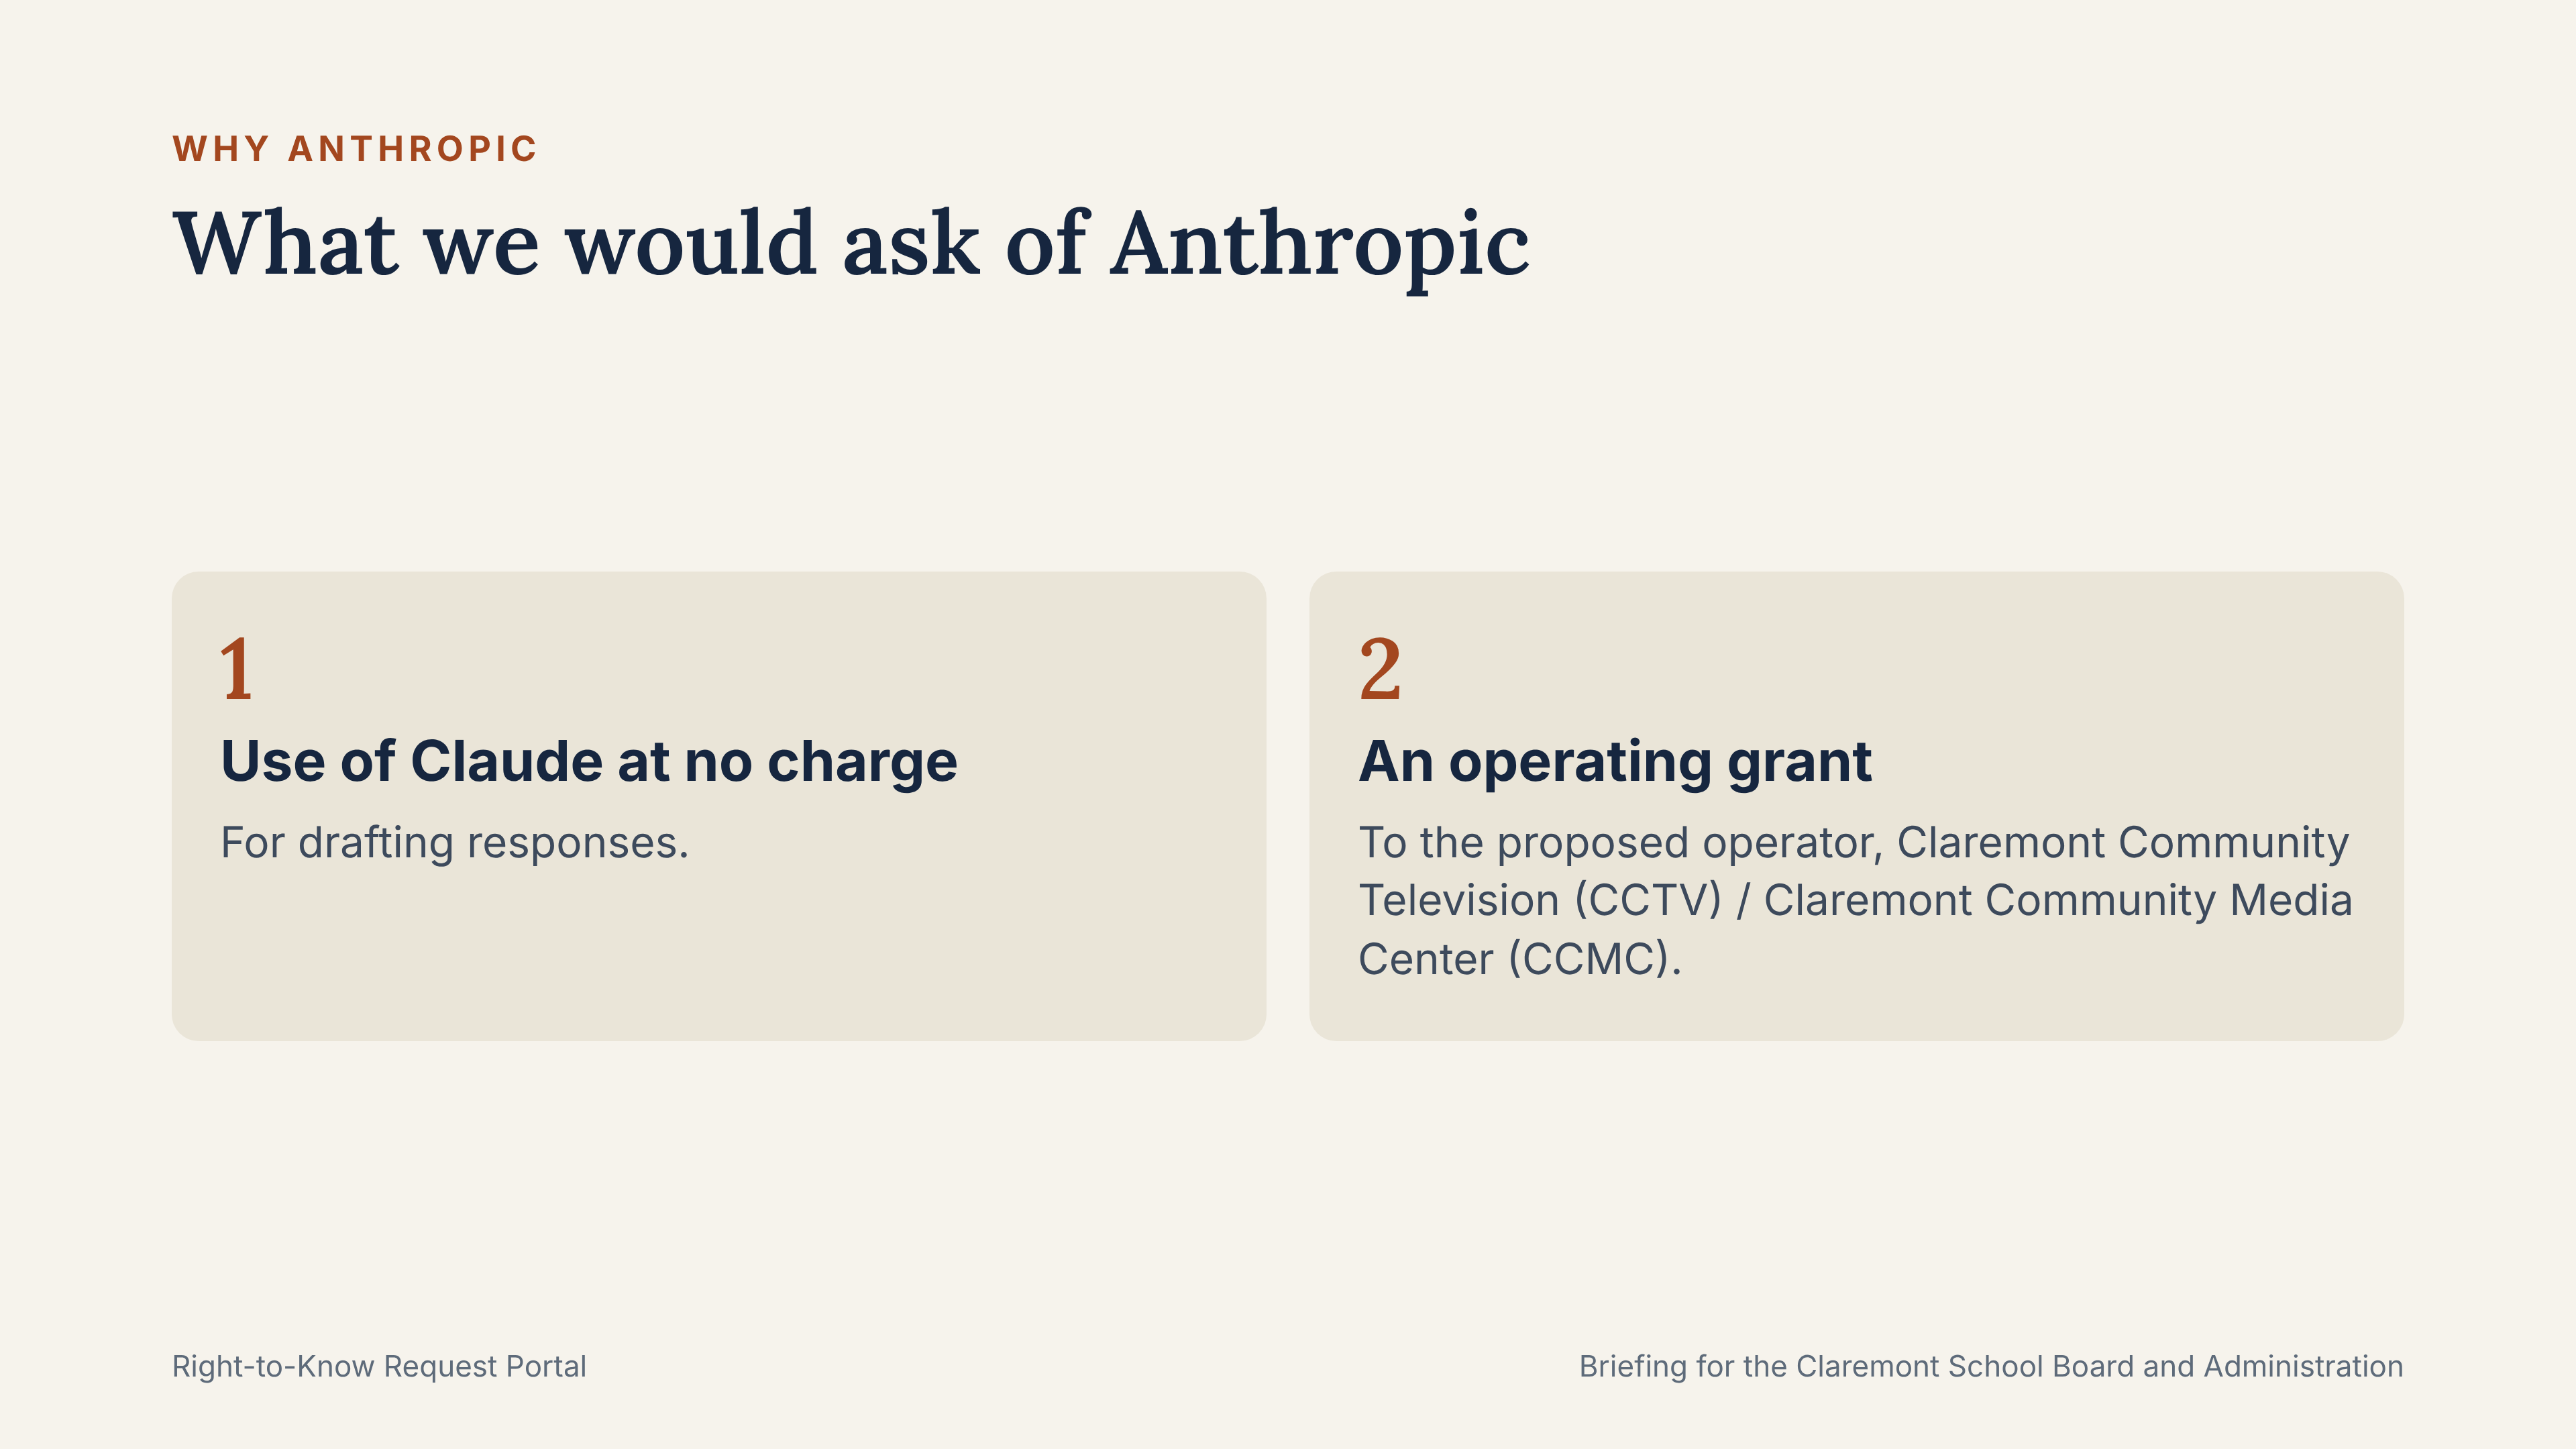 WHY ANTHROPIC
What we would ask of Anthropic
1
Use of Claude at no charge
For drafting responses.
2
An operating grant
To the proposed operator, Claremont Community
Television (CCTV) / Claremont Community Media
Center (CCMC).
Right-to-Know Request Portal
Briefing for the Claremont School Board and Administration